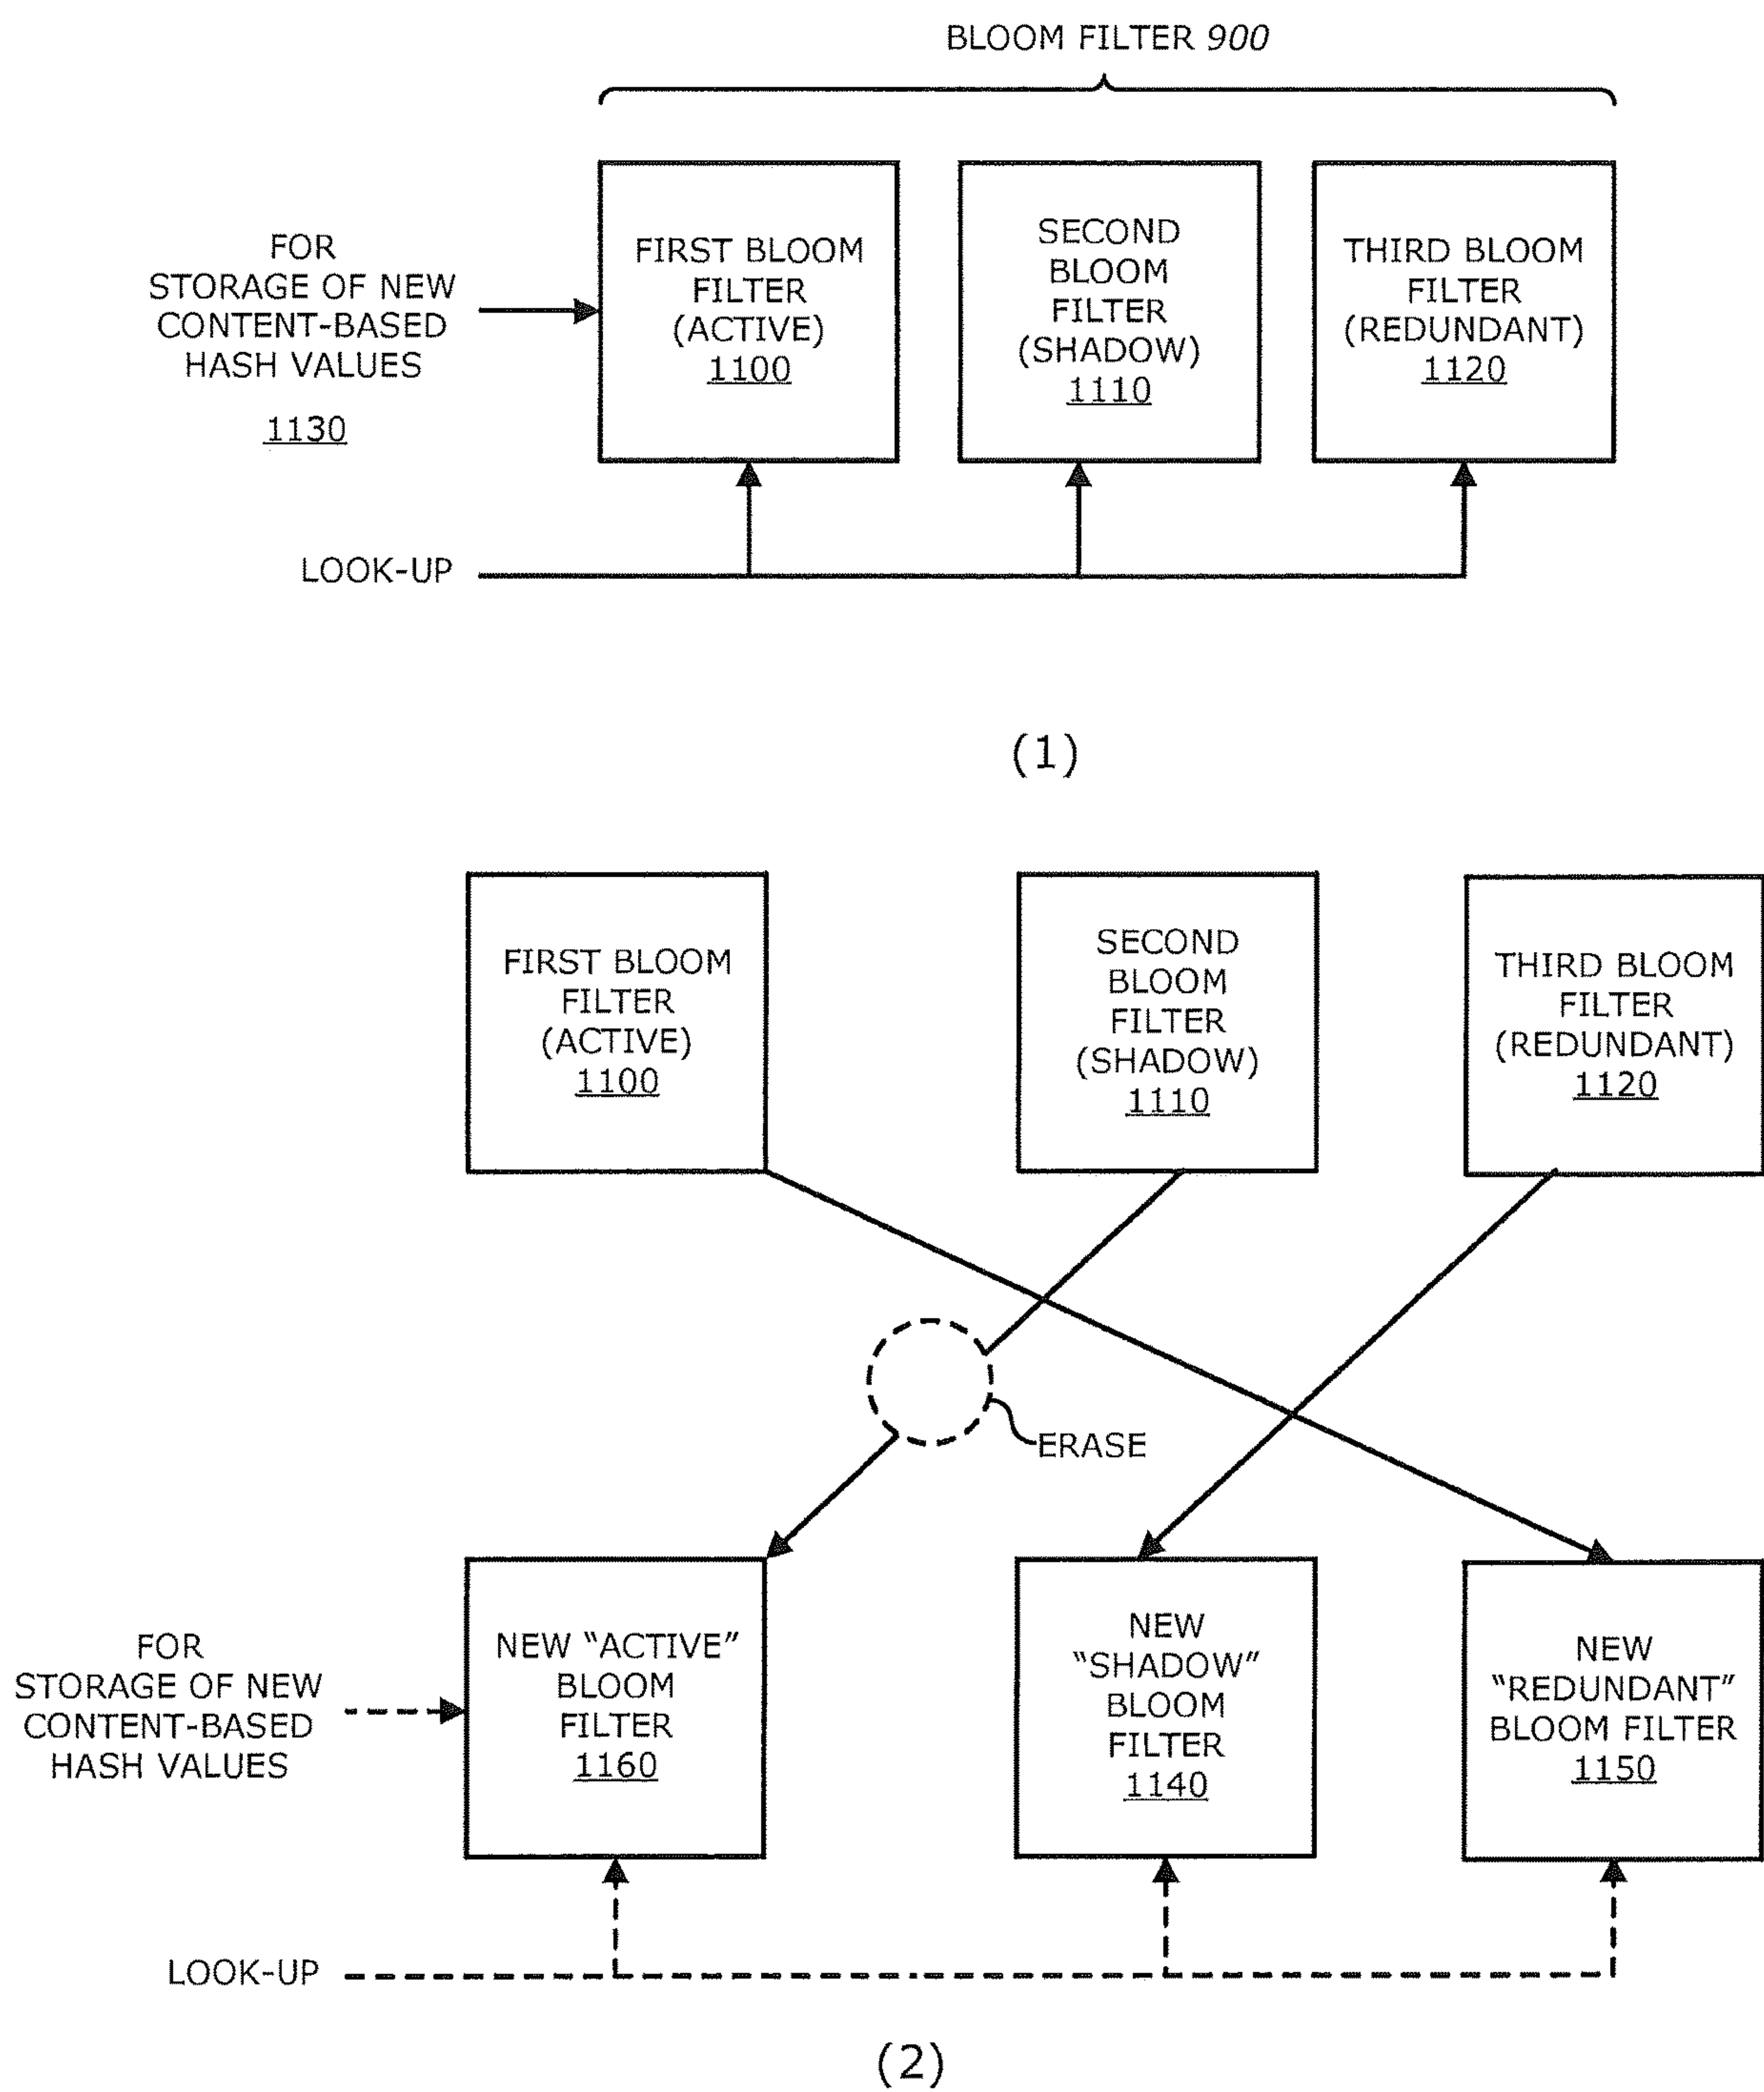 BLOOM FILTER 900
FOR
STORAGE OF NEW
CONTENT-BASED
HASH VALUES
1130
FIRST BLOOM
FILTER
(ACTIVE)
1100
SECOND
BLOOM
FILTER
(SHADOW)
1110
THIRD BLOOM
FILTER
(REDUNDANT)
1120
LOOK-UP
(1)
FIRST BLOOM
FILTER
(ACTIVE)
1100
SECOND
BLOOM
FILTER
(SHADOW)
1110
THIRD BLOOM
FILTER
(REDUNDANT)
1120
ERASE
FOR
STORAGE OF NEW
CONTENT-BASED
HASH VALUES
NEW “ACTIVE”
BLOOM
FILTER
1160
NEW
“SHADOW”
BLOOM
FILTER
1140
NEW
“REDUNDANT”
BLOOM FILTER
1150
LOOK-UP
(2)